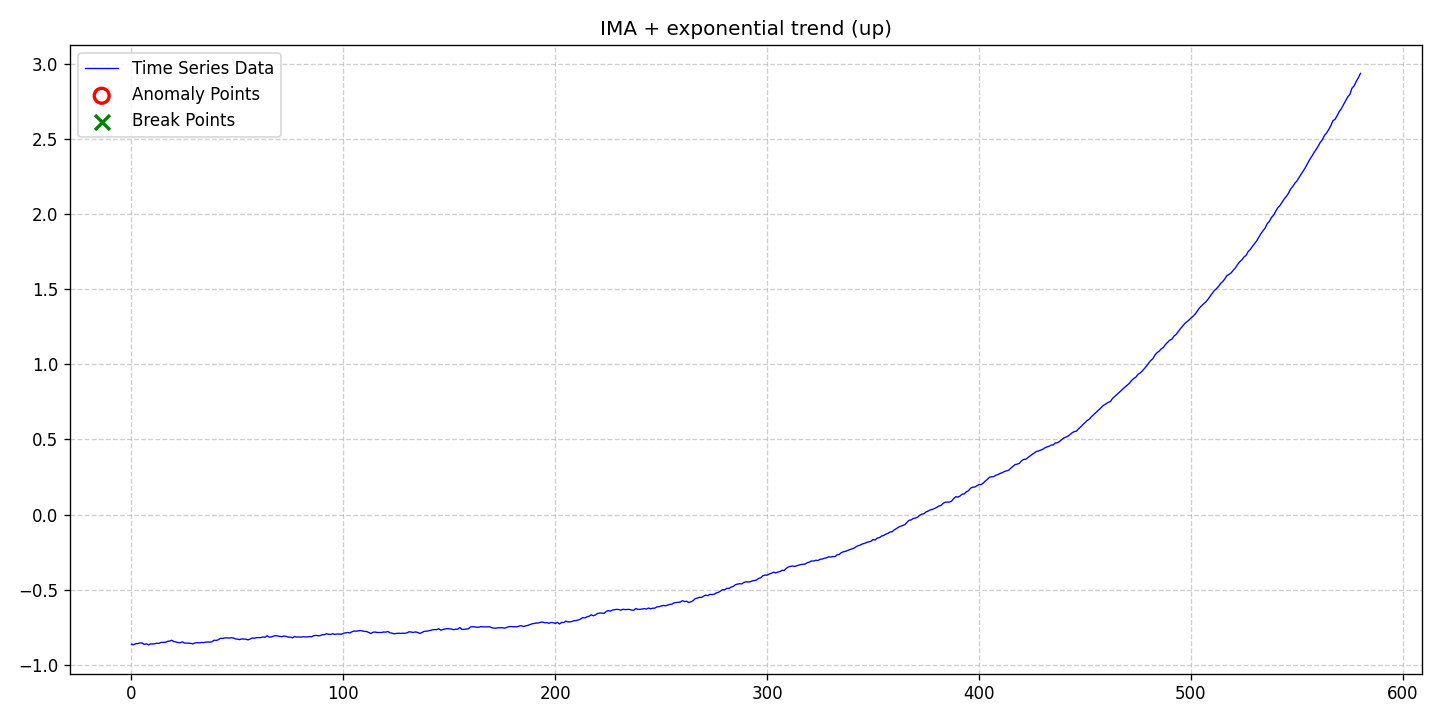 IMA + exponential trend (up)
Time Series Data
Anomaly Points
Break Points
3.0
2.5
2.0
1.5
1.0
0.5
0.0
−0.5
−1.0
0 100 200 300 400 500 600